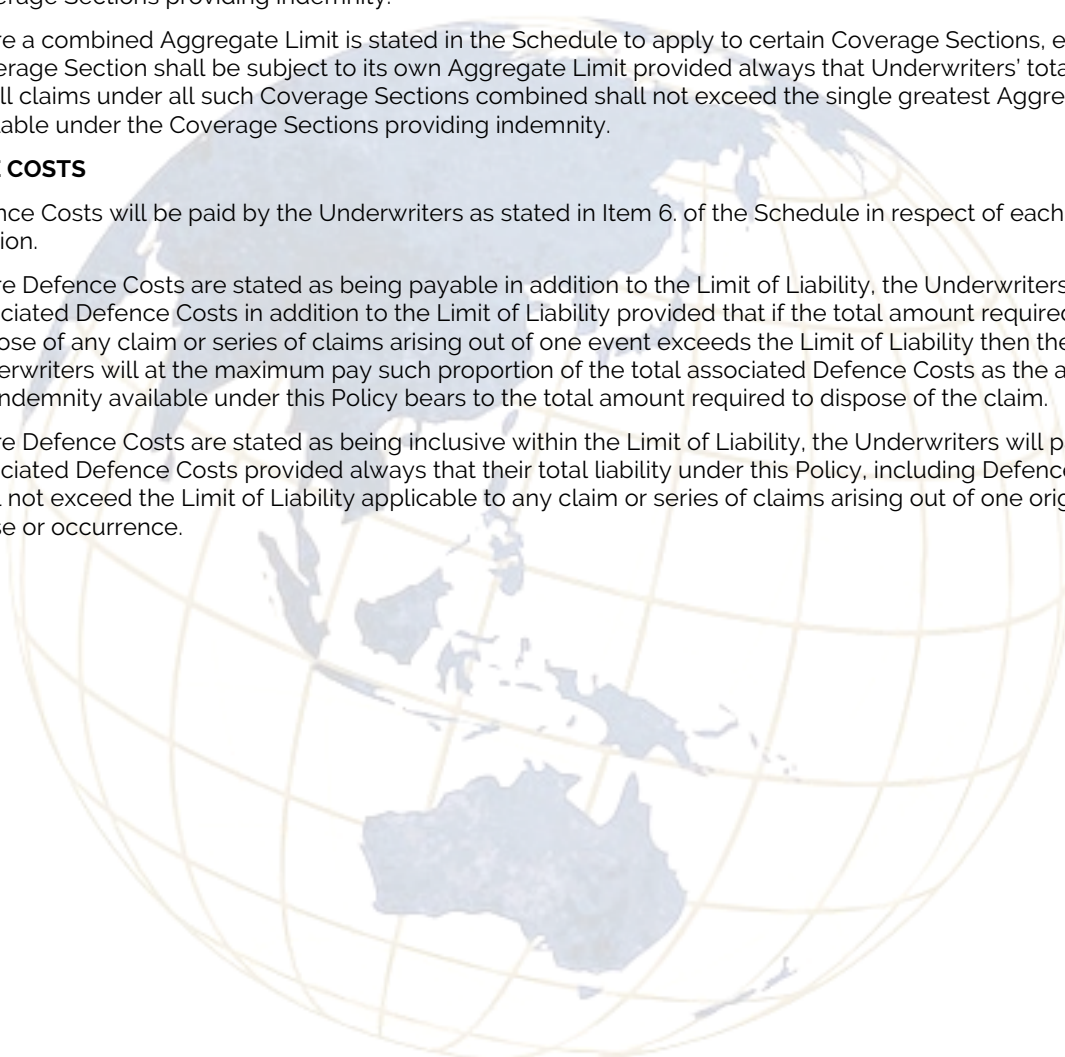 erage Sections providing indemnity.
re a combined Aggregate Limit is stated in the Schedule to apply to certain Coverage Sections, e
erage Section shall be subject to its own Aggregate Limit provided always that Underwriters' tota
ll claims under all such Coverage Sections combined shall not exceed the single greatest Aggre
lable under the Coverage Sections providing indemnity.
E COSTS
nce Costs will be paid by the Underwriters as stated in Item 6. of the Schedule in respect of each
ion.
re Defence Costs are stated as being payable in addition to the Limit of Liability, the Underwriters
ciated Defence Costs in addition to the Limit of Liability provided that if the total amount required
ose of any claim or series of claims arising out of one event exceeds the Limit of Liability then the
erwriters will at the maximum pay such proportion of the total associated Defence Costs as the a
indemnity available under this Policy bears to the total amount required to dispose of the claim.
re Defence Costs are stated as being inclusive within the Limit of Liability, the Underwriters will p
ciated Defence Costs provided always that their total liability under this Policy, including Defence
l not exceed the Limit of Liability applicable to any claim or series of claims arising out of one orig
se or occurrence.